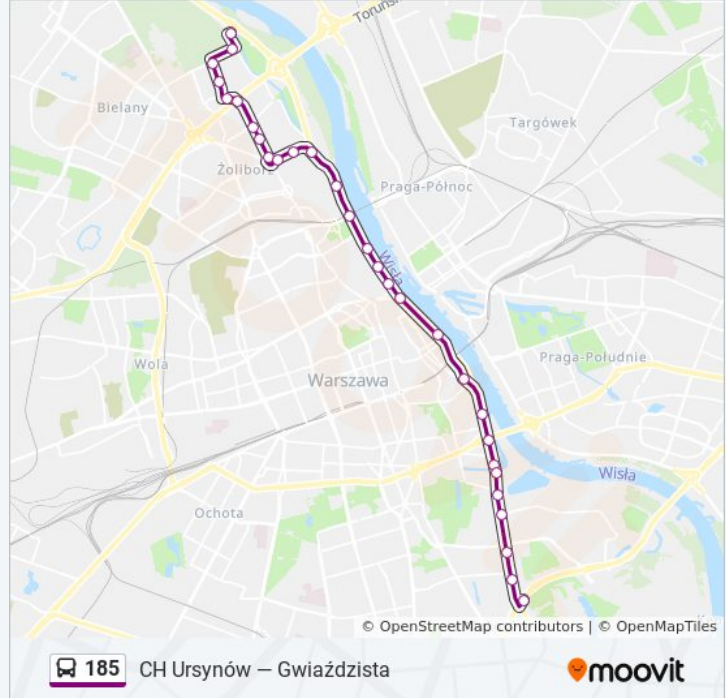 Toruńs
Bielany
Targówek
Żoliborz
Praga-Północ
Wisła
Wola
Praga-Południe
Warszawa
Wisła
Ochota
© OpenStreetMap contributors | © OpenMapTiles
185 CH Ursynów — Gwiaździsta
moovit